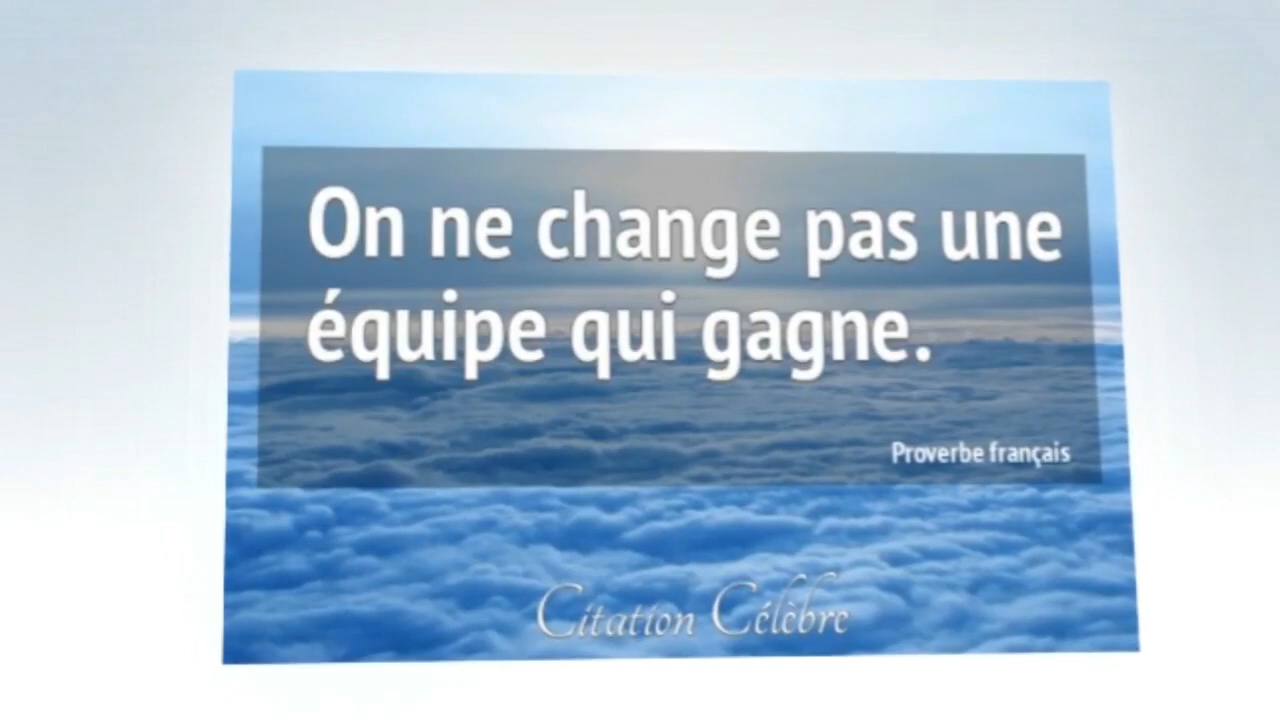 On ne change pas une
équipe qui gagne.
Proverbe français
Citation Célèbre